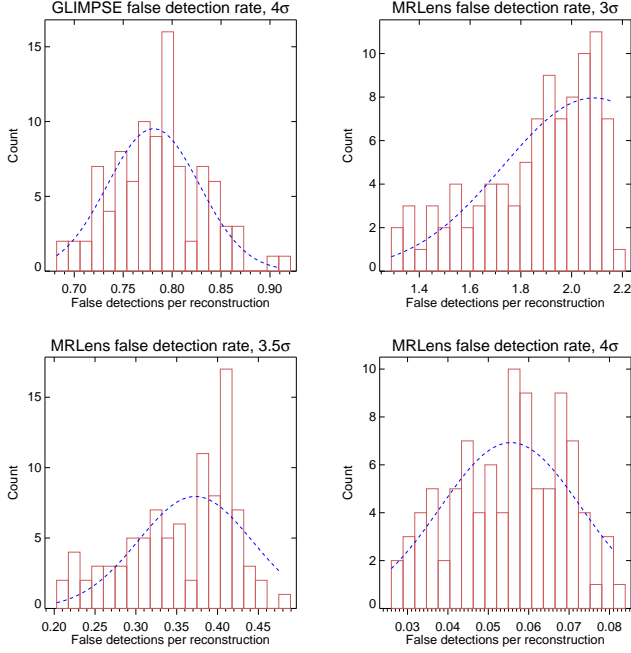 GLIMPSE false detection rate, 4σ
MRLens false detection rate, 3σ
Count
15
10
5
0
0.70 0.75 0.80 0.85 0.90
False detections per reconstruction
Count
10
8
6
4
2
0
1.4 1.6 1.8 2.0 2.2
False detections per reconstruction
MRLens false detection rate, 3.5σ
MRLens false detection rate, 4σ
Count
15
10
5
0
0.20 0.25 0.30 0.35 0.40 0.45
False detections per reconstruction
Count
10
8
6
4
2
0
0.03 0.04 0.05 0.06 0.07 0.08
False detections per reconstruction